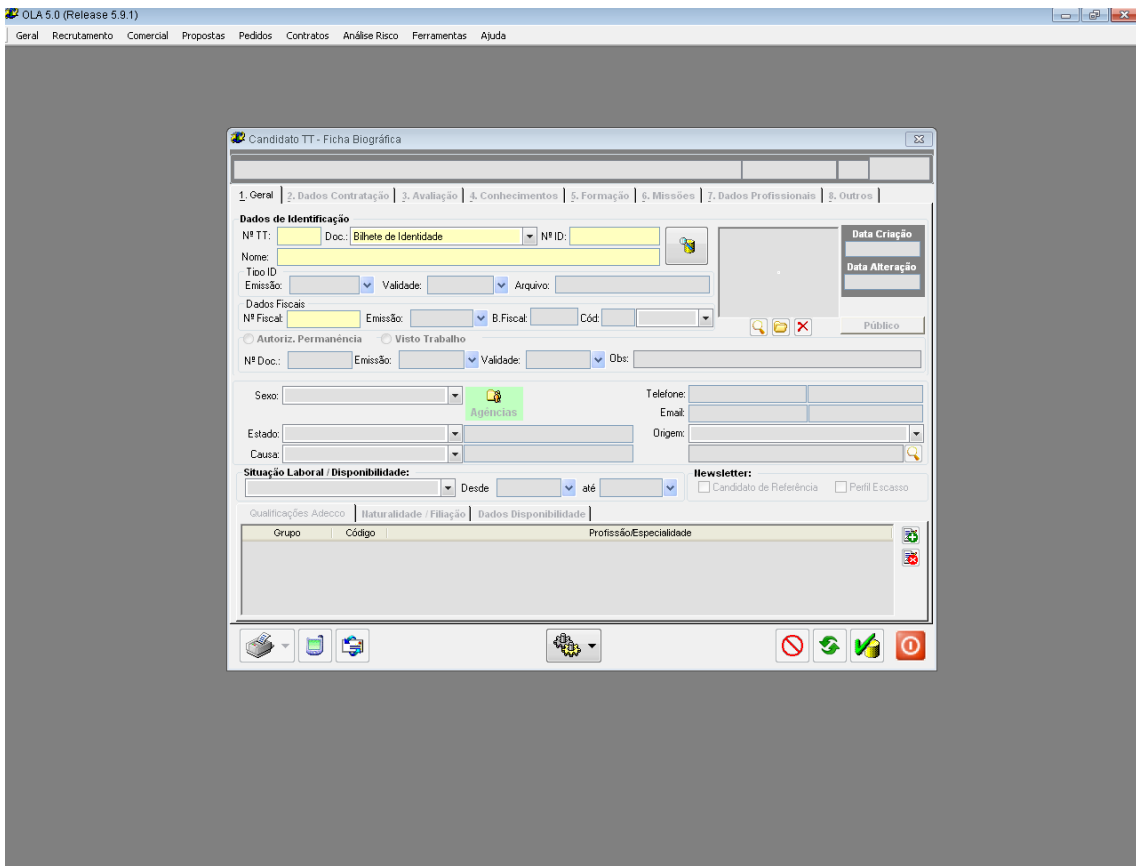 OLA 5.0 (Release 5.9.1)
Geral Recrutamento Comercial Propostas Pedidos Contratos Análise Risco Ferramentas Ajuda
Candidato TT - Ficha Biográfica
1. Geral 2. Dados Contratação 3. Avaliação 4. Conhecimentos 5. Formação 6. Missões 7. Dados Profissionais 8. Outros
Dados de Identificação
Nº TT: Doc.: Bilhete de Identidade Nº ID:
Data Criação
Nome:
Tipo ID
Data Alteração
Emissão: Validade: Arquivo:
Dados Fiscais
Nº Fiscal: Emissão: B.Fiscal: Cód:
Público
Autoriz. Permanência Visto Trabalho
Nº Doc.: Emissão: Validade: Obs:
Sexo: Telefone:
Agências Email:
Estado: Origem:
Causa:
Situação Laboral / Disponibilidade: Newsletter:
Desde até Candidato de Referência Perfil Escasso
Qualificações Adecco Naturalidade / Filiação Dados Disponibilidade
Grupo Código Profissão/Especialidade